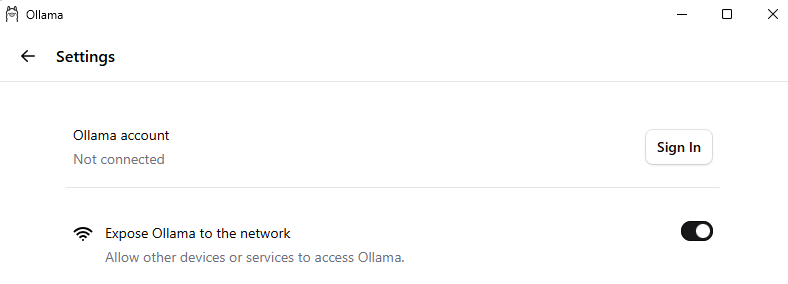 Ollama
Settings
Ollama account
Not connected
Sign In
Expose Ollama to the network
Allow other devices or services to access Ollama.